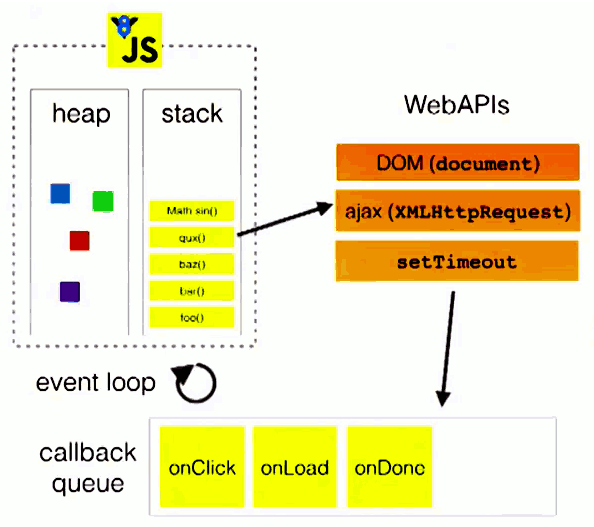 JS
heap
stack
WebAPIs
DOM (document)
Math sin()
ajax (XMLHttpRequest)
qux()
baz()
setTimeout
bar()
foo()
event loop
callback
queue
onClick
onLoad
onDone